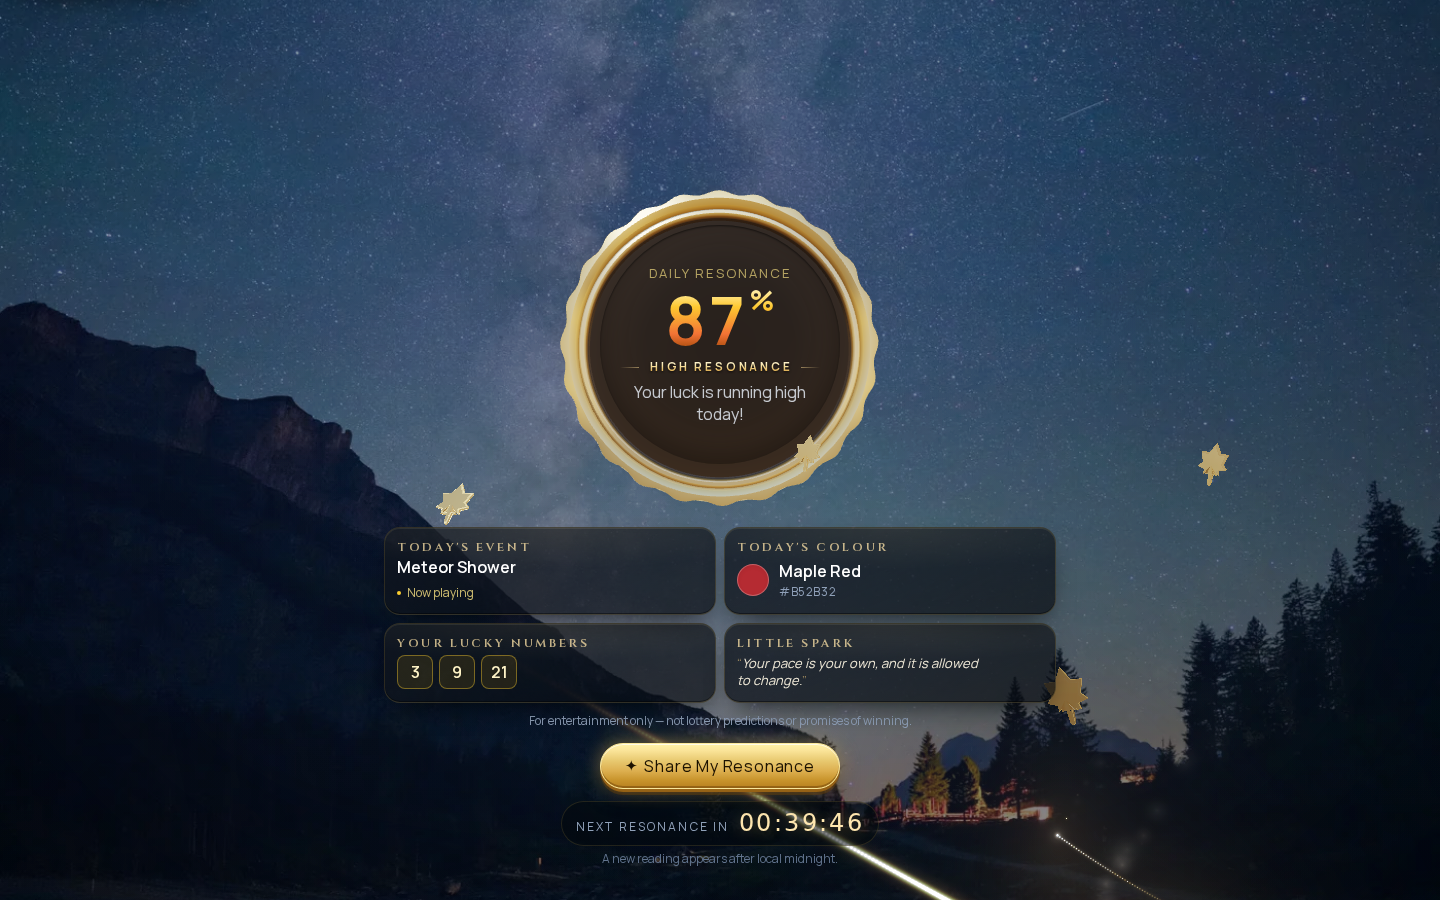 DAILY RESONANCE
87%
HIGH RESONANCE
Your luck is running high
today!
TODAY'S EVENT
Meteor Shower
• Now playing
TODAY'S COLOUR
Maple Red
#B52B32
YOUR LUCKY NUMBERS
3 9 21
LITTLE SPARK
"Your pace is your own, and it is allowed
to change."
For entertainment only — not lottery predictions or promises of winning.
✦ Share My Resonance
NEXT RESONANCE IN 00:39:46
A new reading appears after local midnight.